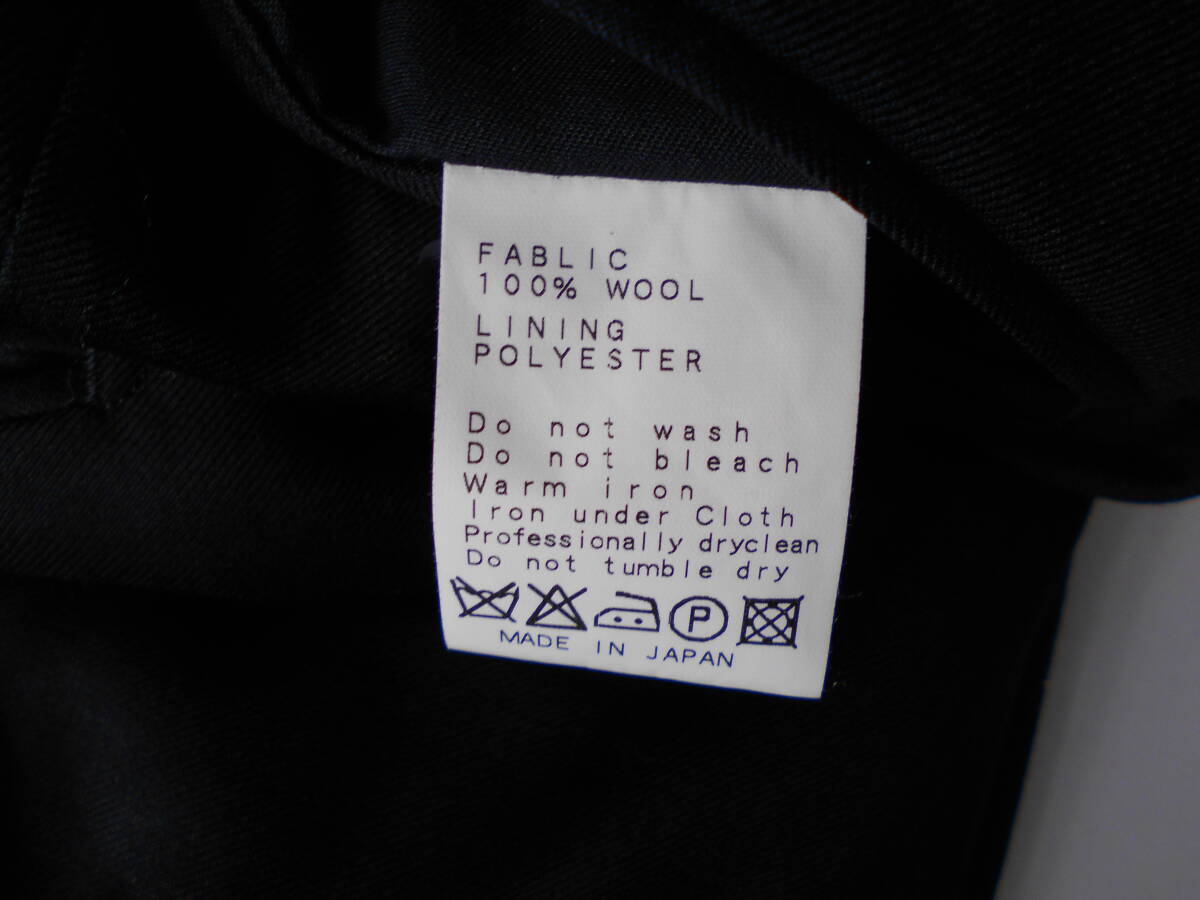 FABLIC
100% WOOL
LINING
POLYESTER
Do not wash
Do not bleach
Warm iron
Iron under Cloth
Professionally dryclean
Do not tumble dry
P
MADE IN JAPAN